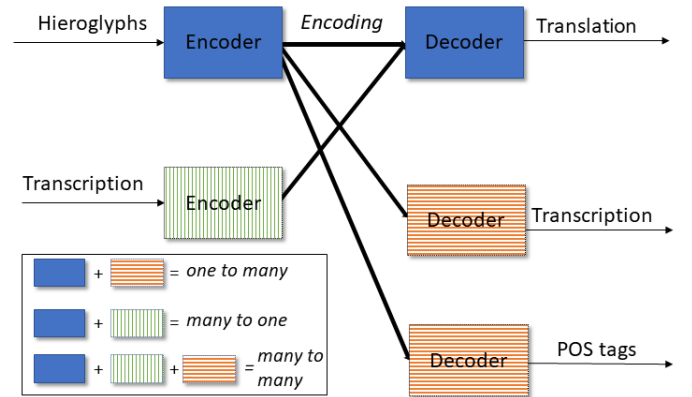 Hieroglyphs
Encoder
Encoding
Decoder
Translation
Transcription
Encoder
Decoder
Transcription
Decoder
POS tags
+ = one to many
+ = many to one
+ + = many to
many